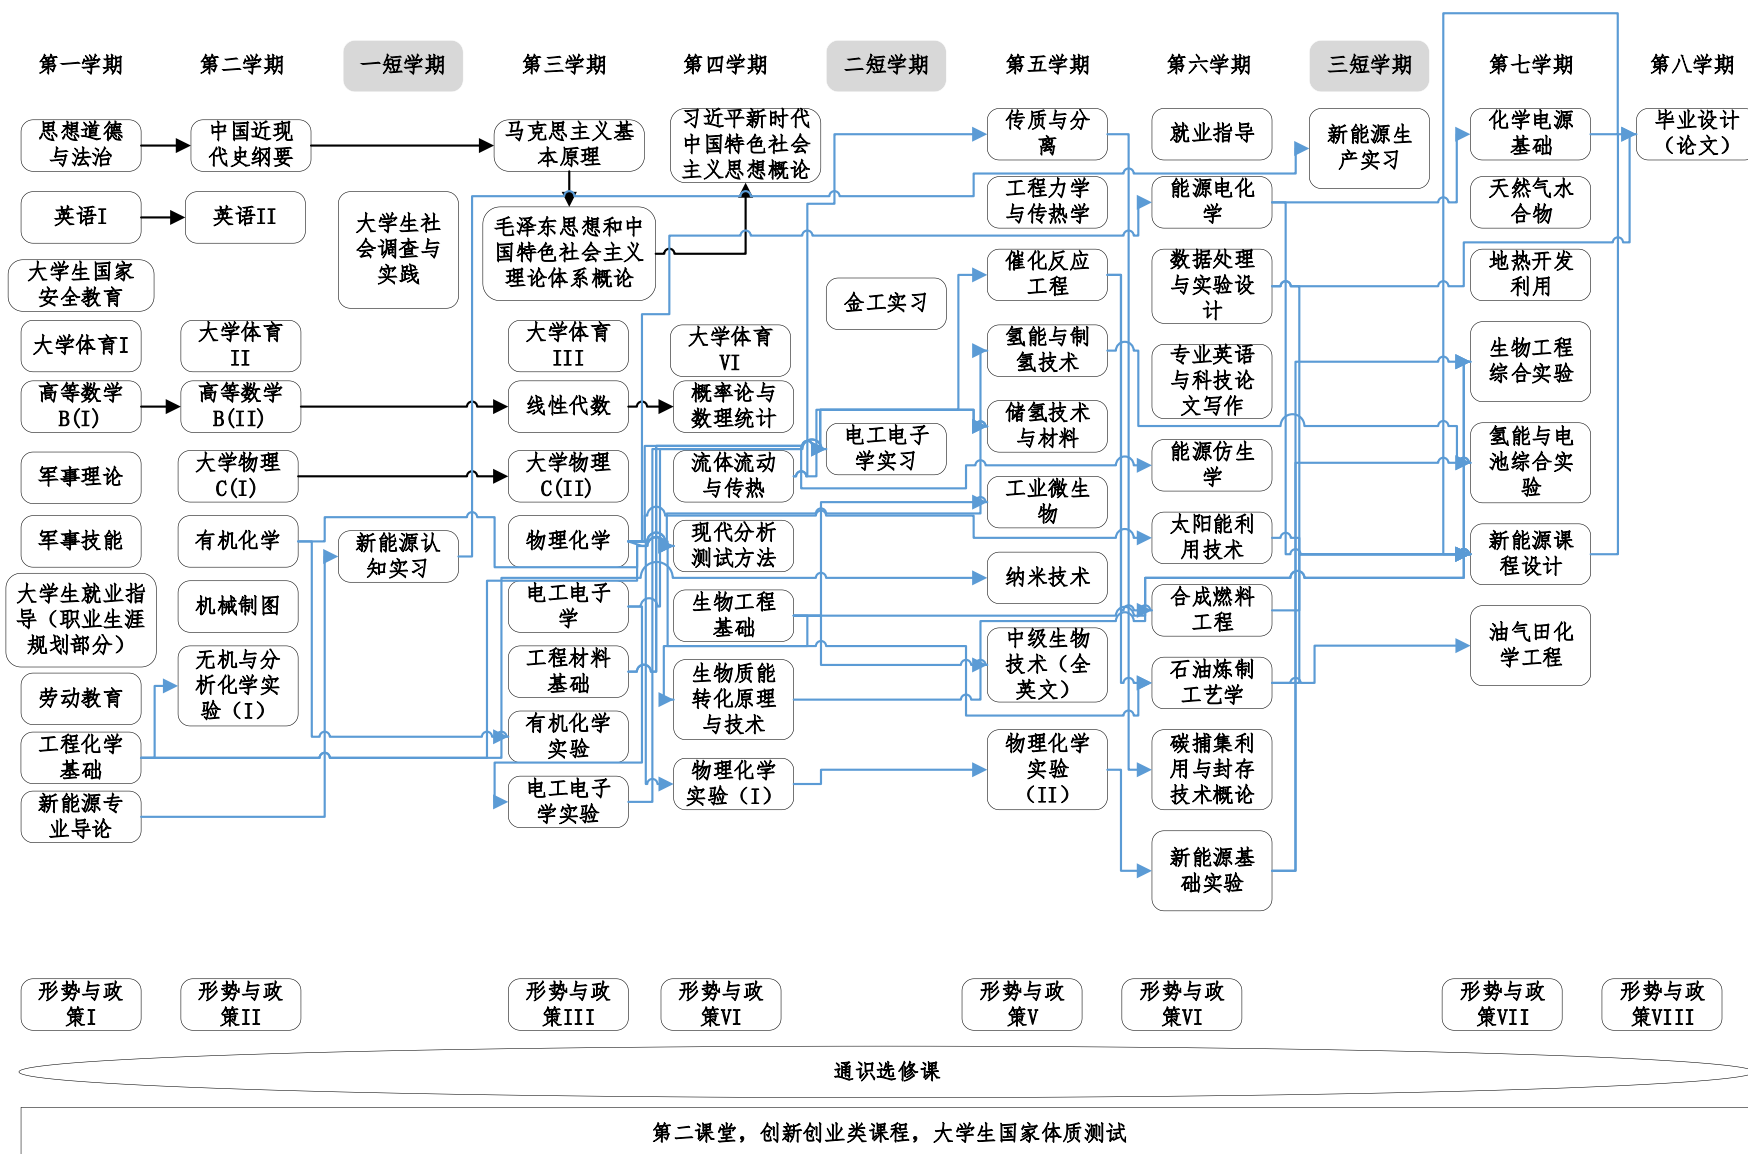 第一学期
第二学期
一短学期
第三学期
第四学期
二短学期
第五学期
第六学期
三短学期
第七学期
第八学期
思想道德
与法治
英语I
大学生国家
安全教育
大学体育I
高等数学
B(I)
军事理论
军事技能
大学生就业指
导（职业生涯
规划部分）
劳动教育
工程化学
基础
新能源专
业导论
形势与政
策I
中国近现
代史纲要
英语II
大学体育
II
高等数学
B(II)
大学物理
C(I)
有机化学
机械制图
无机与分
析化学实
验（I）
形势与政
策II
大学生社
会调查与
实践
新能源认
知实习
马克思主义基
本原理
毛泽东思想和中
国特色社会主义
理论体系概论
大学体育
III
线性代数
大学物理
C(II)
物理化学
电工电子
学
工程材料
基础
有机化学
实验
电工电子
学实验
形势与政
策III
习近平新时代
中国特色社会
主义思想概论
大学体育
VI
概率论与
数理统计
流体流动
与传热
现代分析
测试方法
生物工程
基础
生物质能
转化原理
与技术
物理化学
实验（I）
形势与政
策VI
金工实习
电工电子
学实习
传质与分
离
工程力学
与传热学
催化反应
工程
氢能与制
氢技术
储氢技术
与材料
工业微生
物
纳米技术
中级生物
技术（全
英文）
物理化学
实验
（II）
形势与政
策V
就业指导
能源电化
学
数据处理
与实验设
计
专业英语
与科技论
文写作
能源仿生
学
太阳能利
用技术
合成燃料
工程
石油炼制
工艺学
碳捕集利
用与封存
技术概论
新能源基
础实验
形势与政
策VI
新能源生
产实习
化学电源
基础
天然气水
合物
地热开发
利用
生物工程
综合实验
氢能与电
池综合实
验
新能源课
程设计
油气田化
学工程
形势与政
策VII
毕业设计
（论文）
形势与政
策VIII
通识选修课
第二课堂，创新创业类课程，大学生国家体质测试